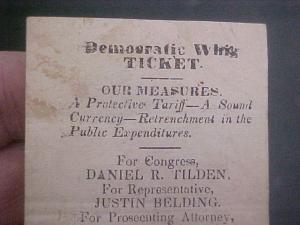 Democratic Whig
TICKET.
OUR MEASURES.
A Protective Tariff—A Sound
Currency—Retrenchment in the
Public Expenditures.
For Congress,
DANIEL R. TILDEN.
For Representative,
JUSTIN BELDING.
For Prosecuting Attorney,